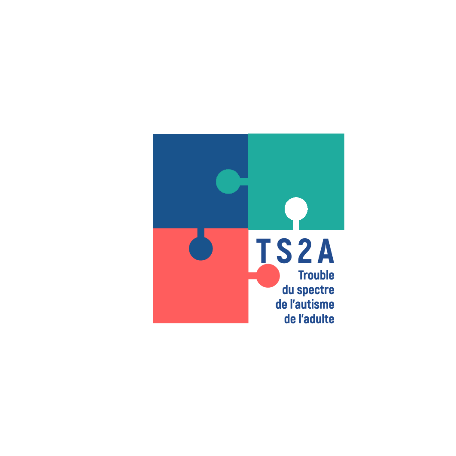 TS2A
Trouble
du spectre
de l'autisme
de l'adulte